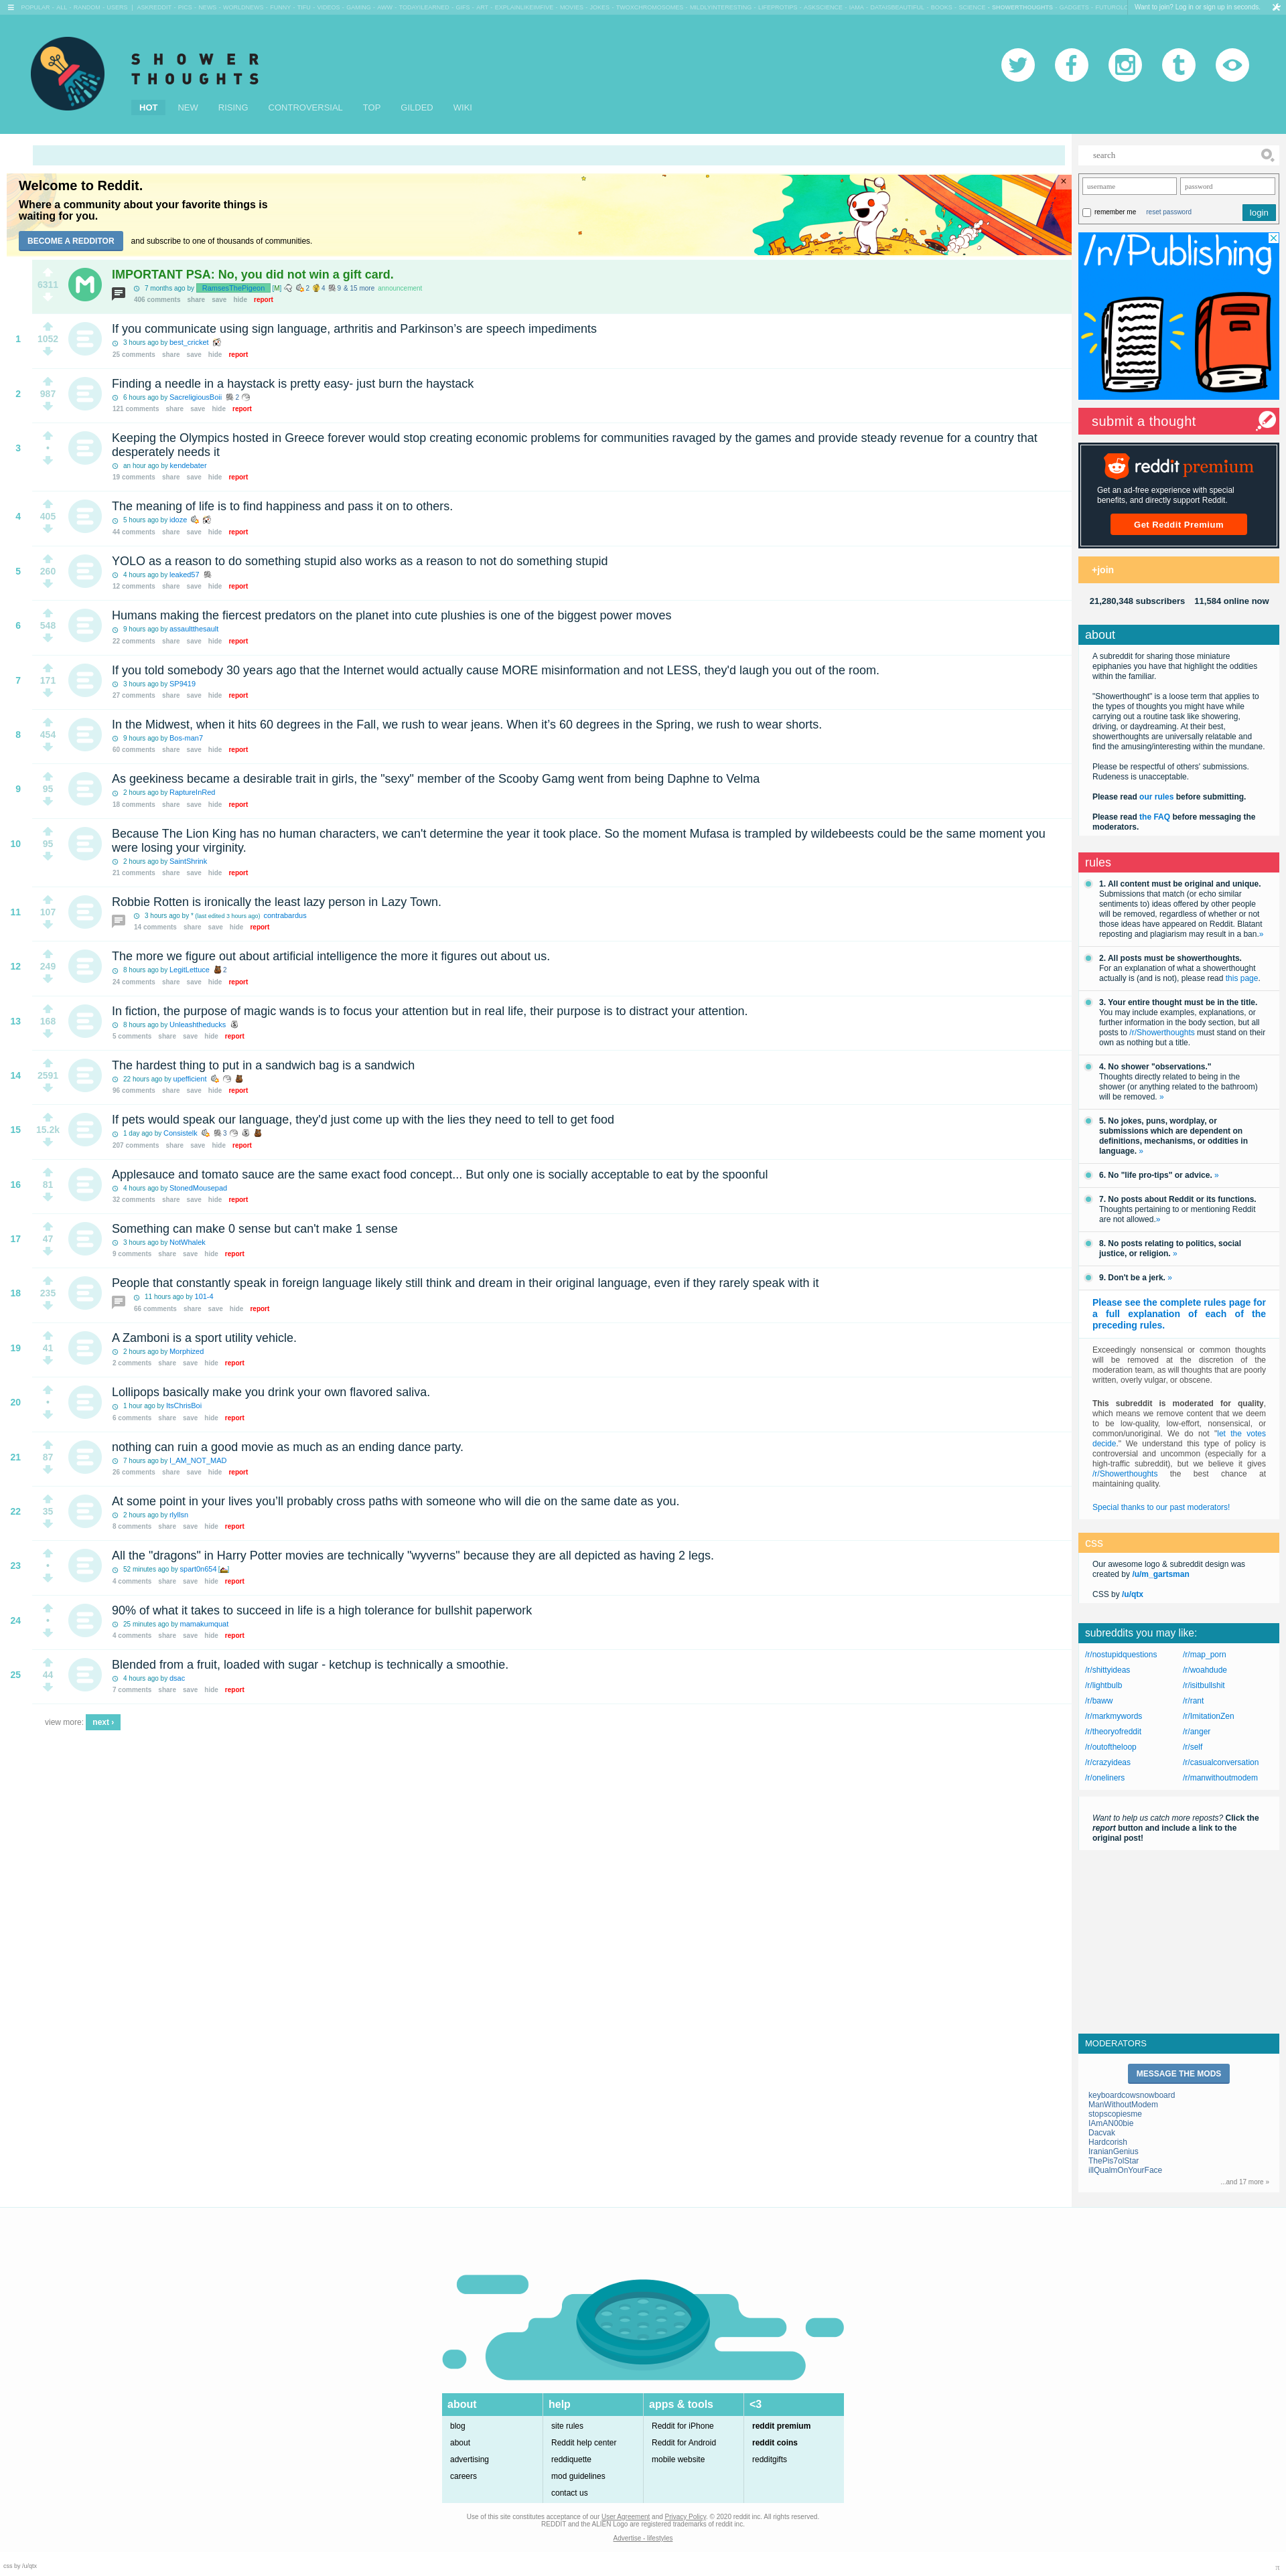 POPULAR - ALL - RANDOM - USERS | ASKREDDIT - PICS - NEWS - WORLDNEWS - FUNNY - TIFU - VIDEOS - GAMING - AWW - TODAYILEARNED - GIFS - ART - EXPLAINLIKEIMFIVE - MOVIES - JOKES - TWOXCHROMOSOMES - MILDLYINTERESTING - LIFEPROTIPS - ASKSCIENCE - IAMA - DATAISBEAUTIFUL - BOOKS - SCIENCE - SHOWERTHOUGHTS - GADGETS - FUTUROLO
Want to join? Log in or sign up in seconds.
SHOWER
THOUGHTS
HOT NEW RISING CONTROVERSIAL TOP GILDED WIKI
Welcome to Reddit.
Where a community about your favorite things is
waiting for you.
BECOME A REDDITOR and subscribe to one of thousands of communities.
6311
IMPORTANT PSA: No, you did not win a gift card.
7 months ago by RamsesThePigeon [M] 2 4 9 & 15 more announcement
406 comments share save hide report
1 1052
If you communicate using sign language, arthritis and Parkinson's are speech impediments
3 hours ago by best_cricket
25 comments share save hide report
2 987
Finding a needle in a haystack is pretty easy- just burn the haystack
6 hours ago by SacreligiousBoii 2
121 comments share save hide report
3 •
Keeping the Olympics hosted in Greece forever would stop creating economic problems for communities ravaged by the games and provide steady revenue for a country that
desperately needs it
an hour ago by kendebater
19 comments share save hide report
4 405
The meaning of life is to find happiness and pass it on to others.
5 hours ago by idoze
44 comments share save hide report
5 260
YOLO as a reason to do something stupid also works as a reason to not do something stupid
4 hours ago by leaked57
12 comments share save hide report
6 548
Humans making the fiercest predators on the planet into cute plushies is one of the biggest power moves
9 hours ago by assaultthesault
22 comments share save hide report
7 171
If you told somebody 30 years ago that the Internet would actually cause MORE misinformation and not LESS, they'd laugh you out of the room.
3 hours ago by SP9419
27 comments share save hide report
8 454
In the Midwest, when it hits 60 degrees in the Fall, we rush to wear jeans. When it's 60 degrees in the Spring, we rush to wear shorts.
9 hours ago by Bos-man7
60 comments share save hide report
9 95
As geekiness became a desirable trait in girls, the "sexy" member of the Scooby Gamg went from being Daphne to Velma
2 hours ago by RaptureInRed
18 comments share save hide report
10 95
Because The Lion King has no human characters, we can't determine the year it took place. So the moment Mufasa is trampled by wildebeests could be the same moment you
were losing your virginity.
2 hours ago by SaintShrink
21 comments share save hide report
11 107
Robbie Rotten is ironically the least lazy person in Lazy Town.
3 hours ago by * (last edited 3 hours ago) contrabardus
14 comments share save hide report
12 249
The more we figure out about artificial intelligence the more it figures out about us.
8 hours ago by LegitLettuce 2
24 comments share save hide report
13 168
In fiction, the purpose of magic wands is to focus your attention but in real life, their purpose is to distract your attention.
8 hours ago by Unleashtheducks
5 comments share save hide report
14 2591
The hardest thing to put in a sandwich bag is a sandwich
22 hours ago by upefficient
96 comments share save hide report
15 15.2k
If pets would speak our language, they'd just come up with the lies they need to tell to get food
1 day ago by Consistelk 3
207 comments share save hide report
16 81
Applesauce and tomato sauce are the same exact food concept... But only one is socially acceptable to eat by the spoonful
4 hours ago by StonedMousepad
32 comments share save hide report
17 47
Something can make 0 sense but can't make 1 sense
3 hours ago by NotWhalek
9 comments share save hide report
18 235
People that constantly speak in foreign language likely still think and dream in their original language, even if they rarely speak with it
11 hours ago by 101-4
66 comments share save hide report
19 41
A Zamboni is a sport utility vehicle.
2 hours ago by Morphized
2 comments share save hide report
20 •
Lollipops basically make you drink your own flavored saliva.
1 hour ago by ItsChrisBoi
6 comments share save hide report
21 87
nothing can ruin a good movie as much as an ending dance party.
7 hours ago by I_AM_NOT_MAD
26 comments share save hide report
22 35
At some point in your lives you'll probably cross paths with someone who will die on the same date as you.
2 hours ago by rlyllsn
8 comments share save hide report
23 •
All the "dragons" in Harry Potter movies are technically "wyverns" because they are all depicted as having 2 legs.
52 minutes ago by spart0n654
4 comments share save hide report
24 •
90% of what it takes to succeed in life is a high tolerance for bullshit paperwork
25 minutes ago by mamakumquat
4 comments share save hide report
25 44
Blended from a fruit, loaded with sugar - ketchup is technically a smoothie.
4 hours ago by dsac
7 comments share save hide report
view more: next ›
search
username password
remember me reset password login
/r/Publishing
submit a thought
reddit premium
Get an ad-free experience with special
benefits, and directly support Reddit.
Get Reddit Premium
+join
21,280,348 subscribers 11,584 online now
about
A subreddit for sharing those miniature
epiphanies you have that highlight the oddities
within the familiar.
"Showerthought" is a loose term that applies to
the types of thoughts you might have while
carrying out a routine task like showering,
driving, or daydreaming. At their best,
showerthoughts are universally relatable and
find the amusing/interesting within the mundane.
Please be respectful of others' submissions.
Rudeness is unacceptable.
Please read our rules before submitting.
Please read the FAQ before messaging the
moderators.
rules
1. All content must be original and unique.
Submissions that match (or echo similar
sentiments to) ideas offered by other people
will be removed, regardless of whether or not
those ideas have appeared on Reddit. Blatant
reposting and plagiarism may result in a ban.»
2. All posts must be showerthoughts.
For an explanation of what a showerthought
actually is (and is not), please read this page.
3. Your entire thought must be in the title.
You may include examples, explanations, or
further information in the body section, but all
posts to /r/Showerthoughts must stand on their
own as nothing but a title.
4. No shower "observations."
Thoughts directly related to being in the
shower (or anything related to the bathroom)
will be removed. »
5. No jokes, puns, wordplay, or
submissions which are dependent on
definitions, mechanisms, or oddities in
language. »
6. No "life pro-tips" or advice. »
7. No posts about Reddit or its functions.
Thoughts pertaining to or mentioning Reddit
are not allowed.»
8. No posts relating to politics, social
justice, or religion. »
9. Don't be a jerk. »
Please see the complete rules page for
a full explanation of each of the
preceding rules.
Exceedingly nonsensical or common thoughts
will be removed at the discretion of the
moderation team, as will thoughts that are poorly
written, overly vulgar, or obscene.
This subreddit is moderated for quality,
which means we remove content that we deem
to be low-quality, low-effort, nonsensical, or
common/unoriginal. We do not "let the votes
decide." We understand this type of policy is
controversial and uncommon (especially for a
high-traffic subreddit), but we believe it gives
/r/Showerthoughts the best chance at
maintaining quality.
Special thanks to our past moderators!
css
Our awesome logo & subreddit design was
created by /u/m_gartsman
CSS by /u/qtx
subreddits you may like:
/r/nostupidquestions /r/map_porn
/r/shittyideas /r/woahdude
/r/lightbulb /r/isitbullshit
/r/baww /r/rant
/r/markmywords /r/ImitationZen
/r/theoryofreddit /r/anger
/r/outoftheloop /r/self
/r/crazyideas /r/casualconversation
/r/oneliners /r/manwithoutmodem
Want to help us catch more reposts? Click the
report button and include a link to the
original post!
MODERATORS
MESSAGE THE MODS
keyboardcowsnowboard
ManWithoutModem
stopscopiesme
IAmAN00bie
Dacvak
Hardcorish
IranianGenius
ThePis7olStar
illQualmOnYourFace
...and 17 more »
about help apps & tools <3
blog site rules Reddit for iPhone reddit premium
about Reddit help center Reddit for Android reddit coins
advertising reddiquette mobile website redditgifts
careers mod guidelines
contact us
Use of this site constitutes acceptance of our User Agreement and Privacy Policy. © 2020 reddit inc. All rights reserved.
REDDIT and the ALIEN Logo are registered trademarks of reddit inc.
Advertise - lifestyles
css by /u/qtx
π